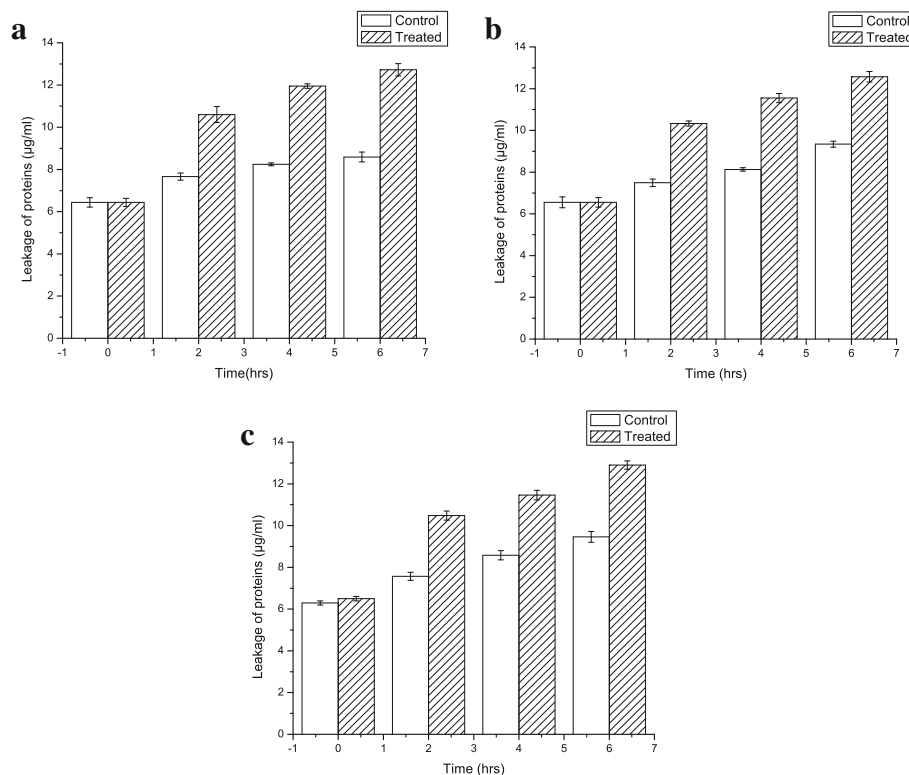 a
Control
Treated
14
12
10
8
6
4
2
0
Leakage of proteins (µg/ml)
-1 0 1 2 3 4 5 6 7
Time(hrs)
b
Control
Treated
14
12
10
8
6
4
2
0
Leakage of proteins (µg/ml)
-1 0 1 2 3 4 5 6 7
Time (hrs)
c
Control
Treated
14
12
10
8
6
4
2
0
Leakage of proteins (µg/ml)
-1 0 1 2 3 4 5 6 7
Time (hrs)